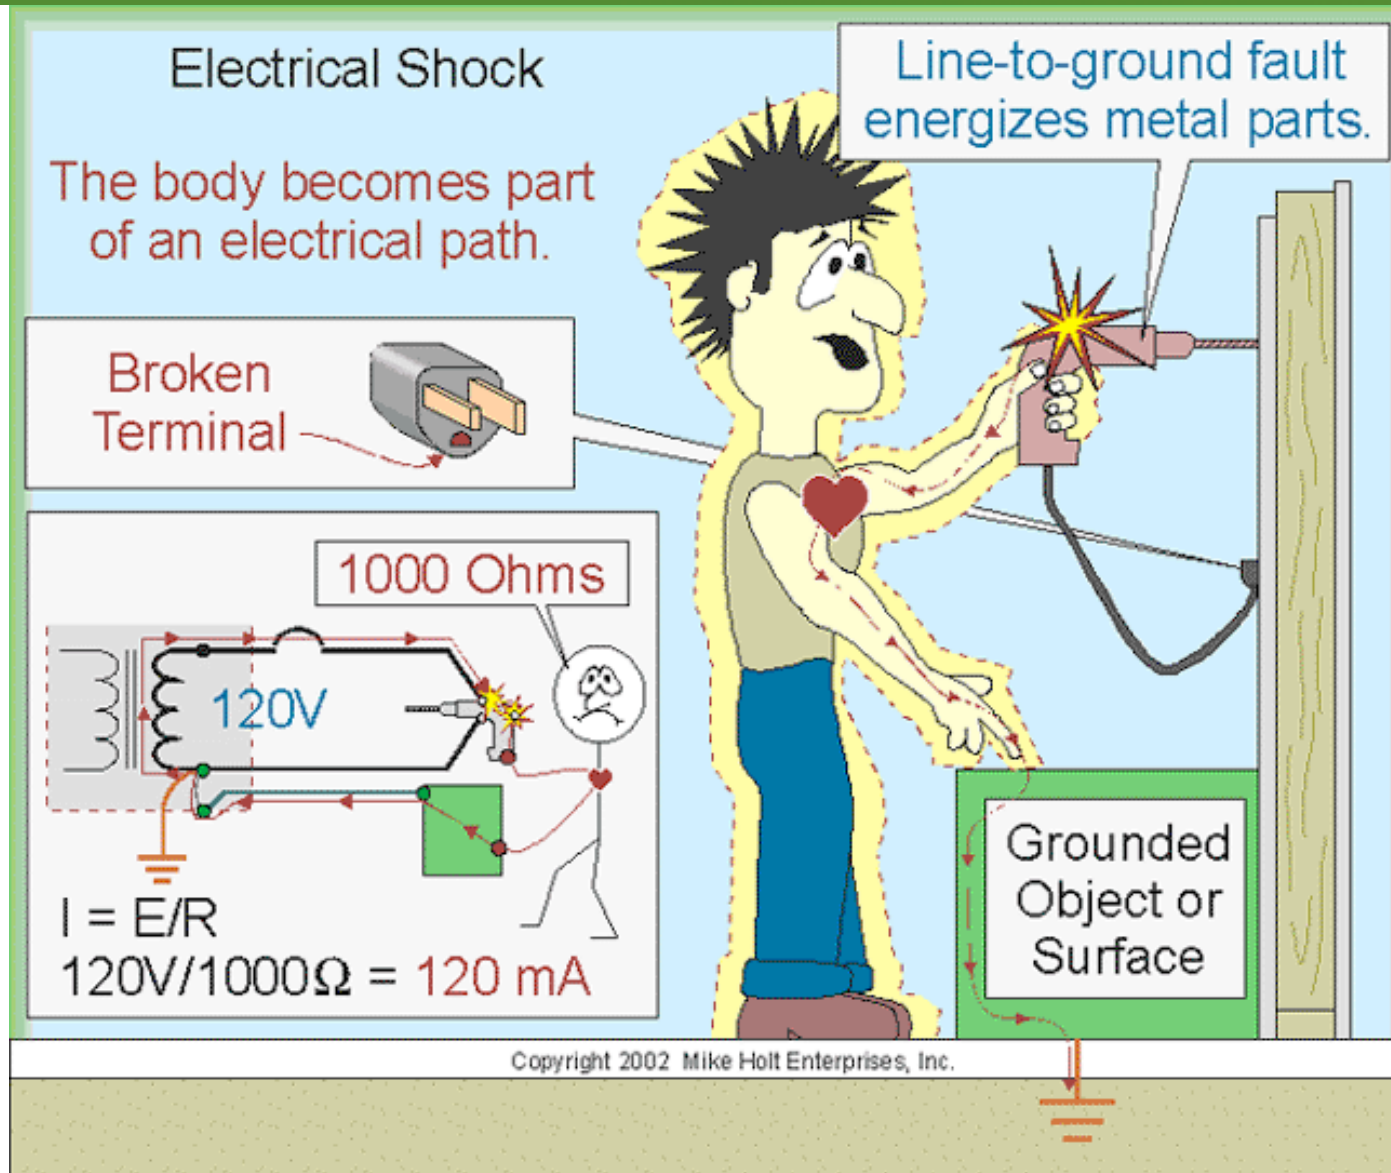 Electrical Shock
The body becomes part
of an electrical path.
Line-to-ground fault
energizes metal parts.
Broken
Terminal
1000 Ohms
120V
I = E/R
120V/1000Ω = 120 mA
Grounded
Object or
Surface
Copyright 2002 Mike Holt Enterprises, Inc.